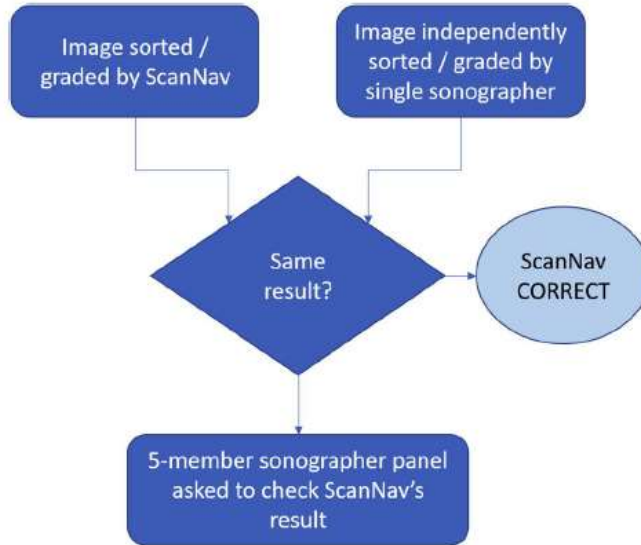 Image sorted /
graded by ScanNav
Image independently
sorted / graded by
single sonographer
Same
result?
ScanNav
CORRECT
5-member sonographer panel
asked to check ScanNav's
result